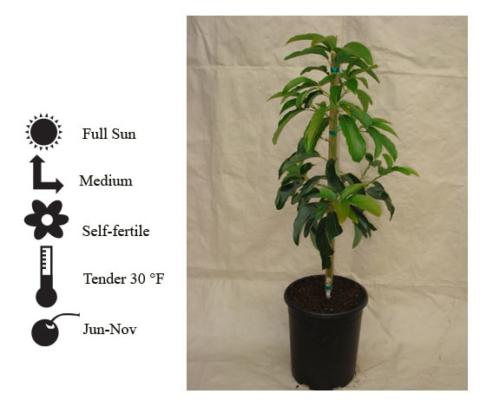 Full Sun
Medium
Self-fertile
Tender 30 °F
Jun-Nov